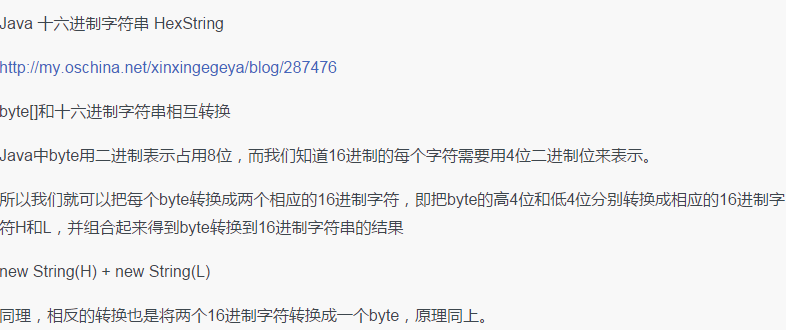 Java 十六进制字符串 HexString
http://my.oschina.net/xinxingegeya/blog/287476
byte[]和十六进制字符串相互转换
Java中byte用二进制表示占用8位，而我们知道16进制的每个字符需要用4位二进制位来表示。
所以我们就可以把每个byte转换成两个相应的16进制字符，即把byte的高4位和低4位分别转换成相应的16进制字
符H和L，并组合起来得到byte转换到16进制字符串的结果
new String(H) + new String(L)
同理，相反的转换也是将两个16进制字符转换成一个byte，原理同上。